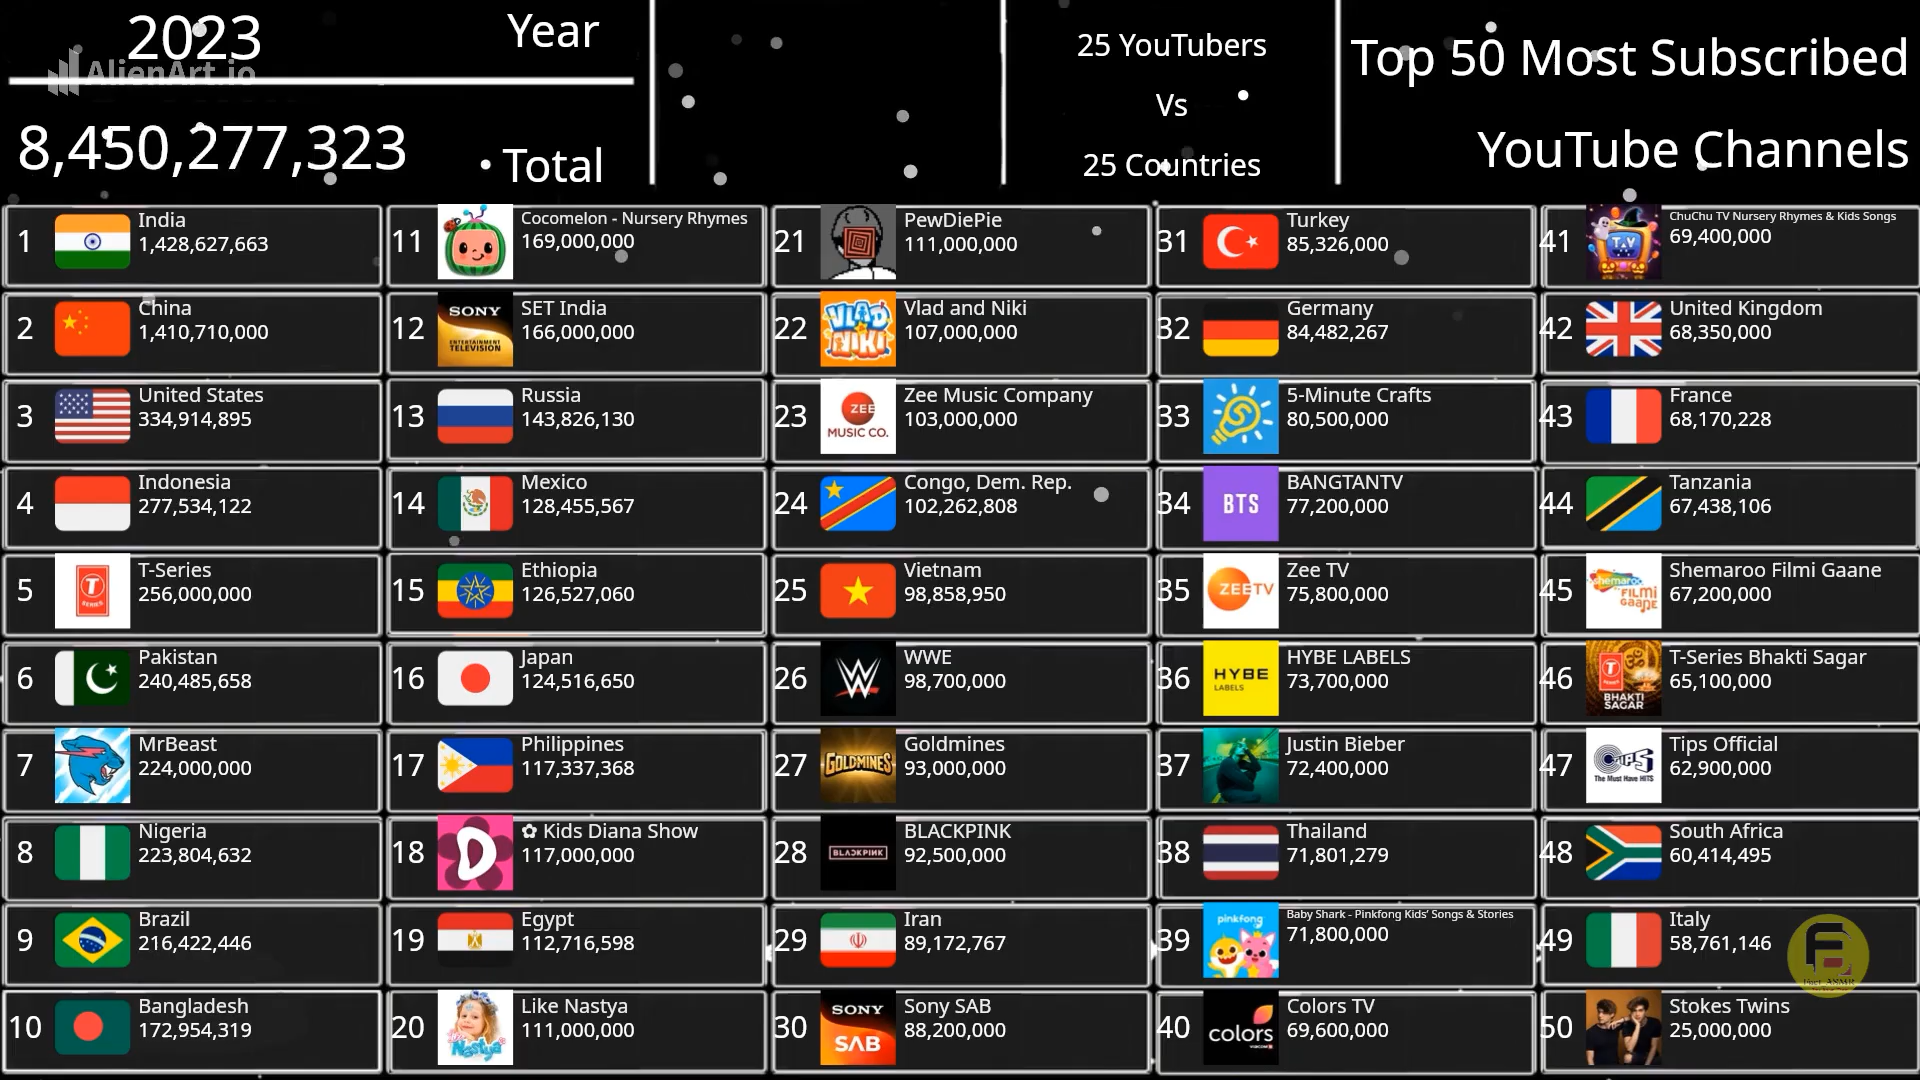 2023
Year
AlienArt.io
8,450,277,323
Total
25 YouTubers
Vs
25 Countries
Top 50 Most Subscribed
YouTube Channels
1
India
1,428,627,663
2
China
1,410,710,000
3
United States
334,914,895
4
Indonesia
277,534,122
5
T-Series
256,000,000
6
Pakistan
240,485,658
7
MrBeast
224,000,000
8
Nigeria
223,804,632
9
Brazil
216,422,446
10
Bangladesh
172,954,319
11
Cocomelon - Nursery Rhymes
169,000,000
12
SONY
ENTERTAINMENT
TELEVISION
SET India
166,000,000
13
Russia
143,826,130
14
Mexico
128,455,567
15
Ethiopia
126,527,060
16
Japan
124,516,650
17
Philippines
117,337,368
18
✿ Kids Diana Show
117,000,000
19
Egypt
112,716,598
20
Like Nastya
111,000,000
21
PewDiePie
111,000,000
22
VLAD
NIKI
Vlad and Niki
107,000,000
23
ZEE
MUSIC CO.
Zee Music Company
103,000,000
24
Congo, Dem. Rep.
102,262,808
25
Vietnam
98,858,950
26
WWE
98,700,000
27
GOLDMINES
Goldmines
93,000,000
28
BLACKPINK
BLACKPINK
92,500,000
29
Iran
89,172,767
30
SONY
SAB
Sony SAB
88,200,000
31
Turkey
85,326,000
32
Germany
84,482,267
33
5-Minute Crafts
80,500,000
34
BTS
BANGTANTV
77,200,000
35
ZEETV
Zee TV
75,800,000
36
HYBE
LABELS
HYBE LABELS
73,700,000
37
Justin Bieber
72,400,000
38
Thailand
71,801,279
39
pinkfong
Baby Shark - Pinkfong Kids' Songs & Stories
71,800,000
40
colors
Colors TV
69,600,000
41
ChuChu TV Nursery Rhymes & Kids Songs
69,400,000
42
United Kingdom
68,350,000
43
France
68,170,228
44
Tanzania
67,438,106
45
shemaroo
FILMI
GAANE
Shemaroo Filmi Gaane
67,200,000
46
T-SERIES
BHAKTI
SAGAR
T-Series Bhakti Sagar
65,100,000
47
TIPS
The Must Have HITS
Tips Official
62,900,000
48
South Africa
60,414,495
49
Italy
58,761,146
50
Stokes Twins
25,000,000